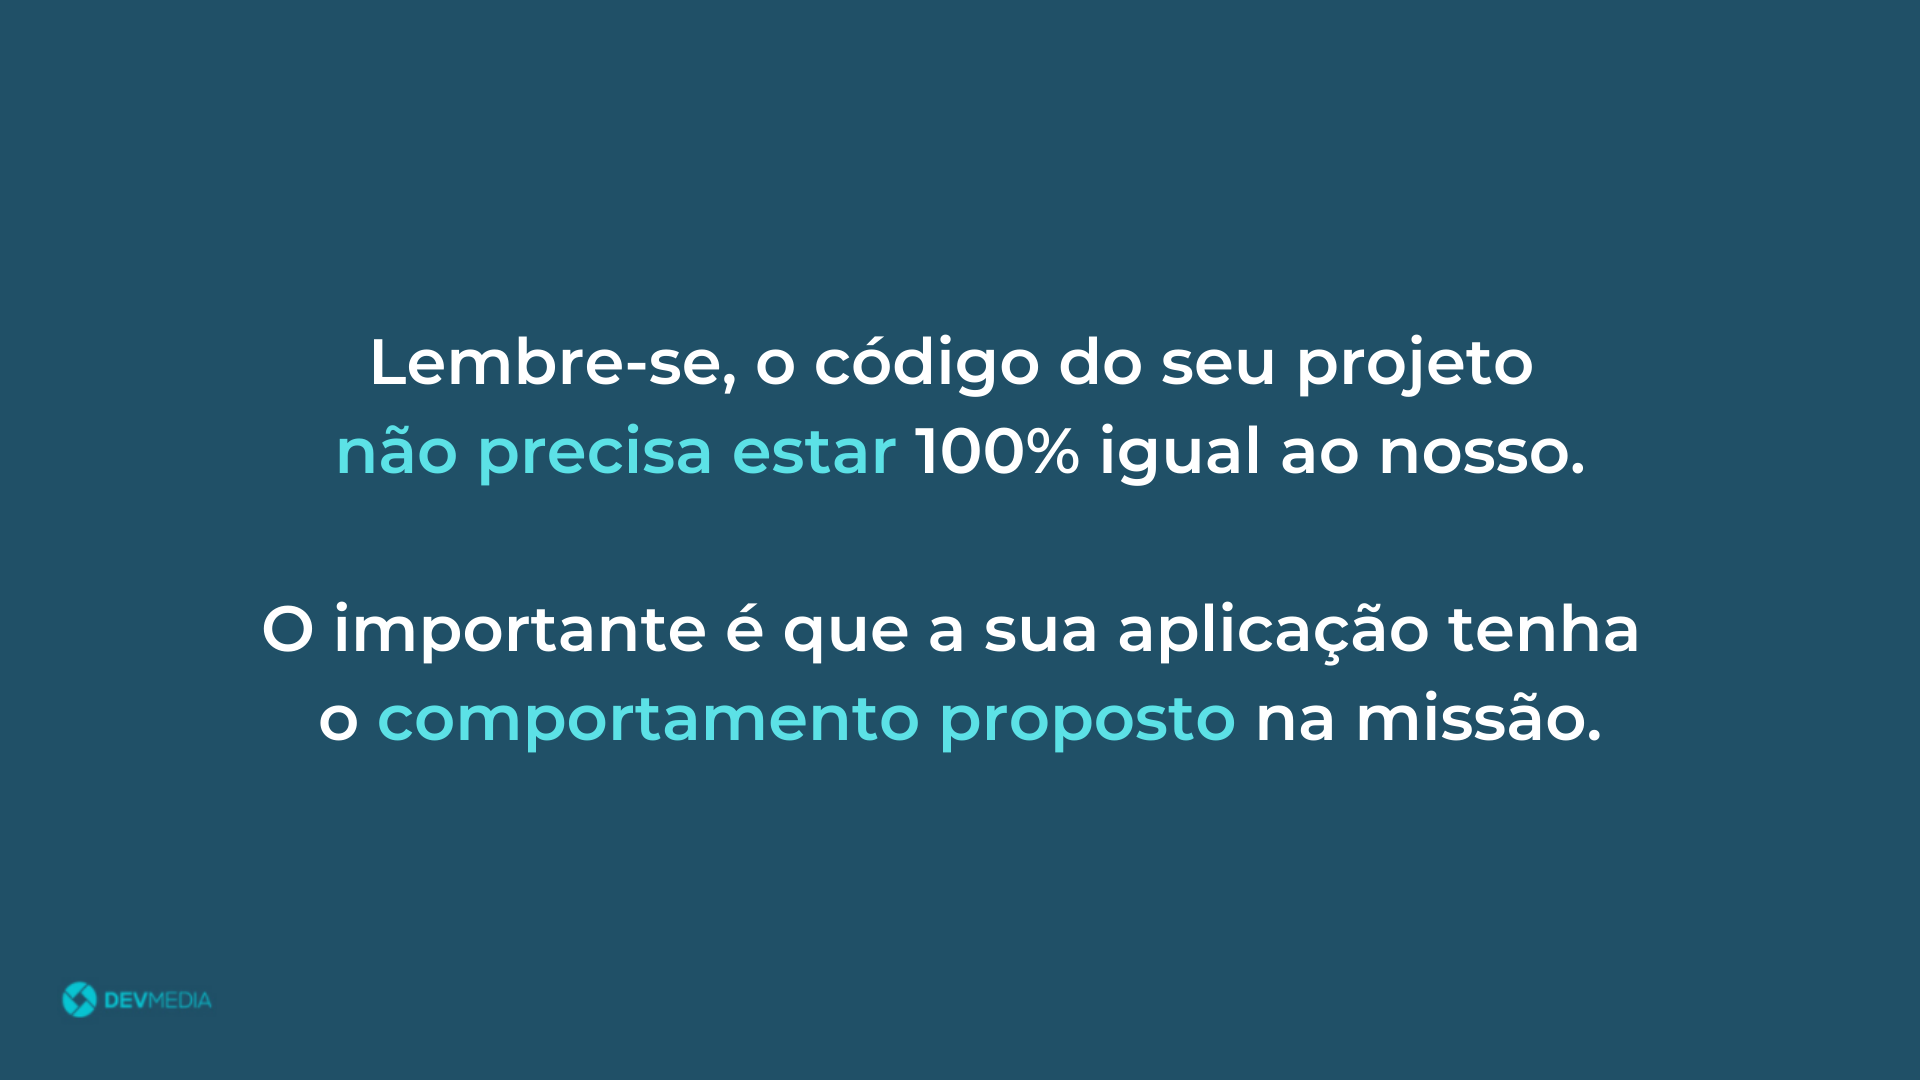 Lembre-se, o código do seu projeto
não precisa estar 100% igual ao nosso.
O importante é que a sua aplicação tenha
o comportamento proposto na missão.
DEVMEDIA